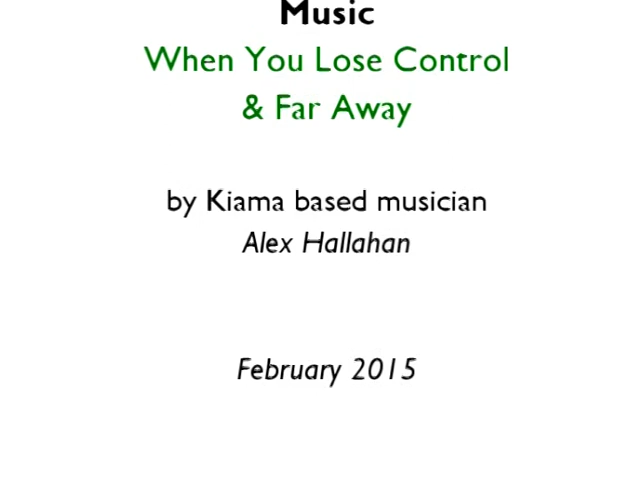 Music
When You Lose Control
& Far Away
by Kiama based musician
Alex Hallahan
February 2015